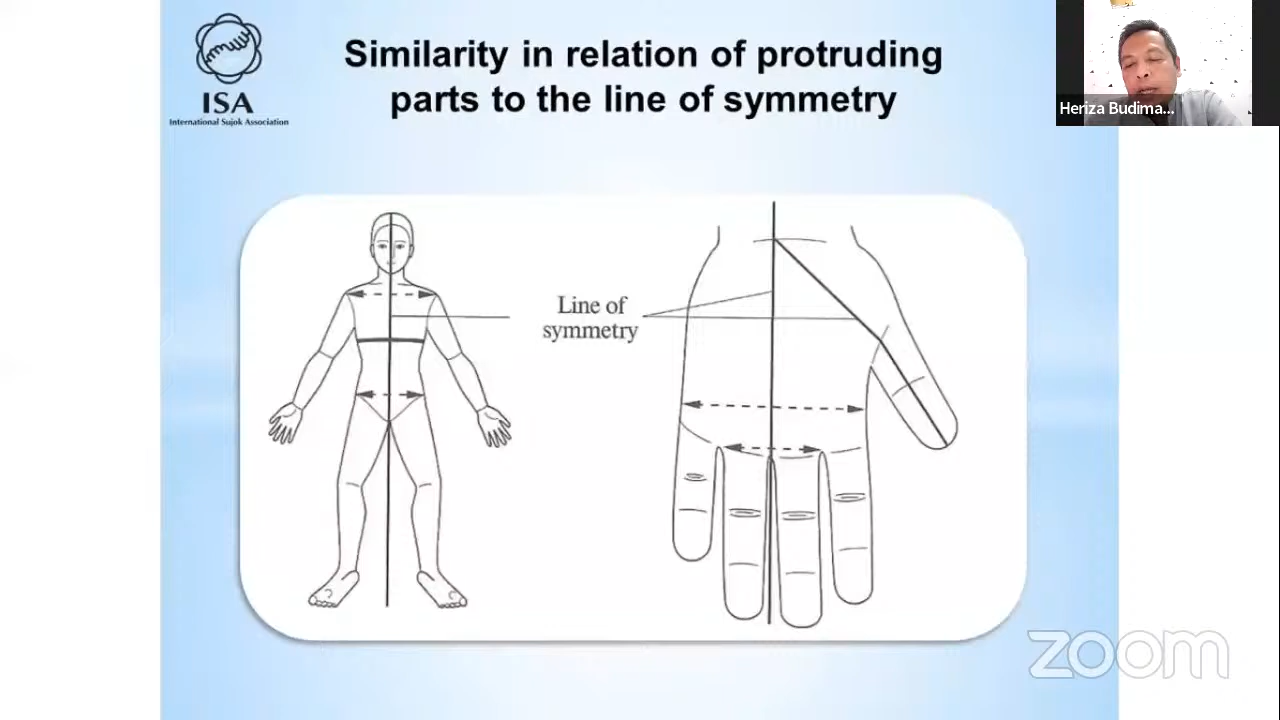 ISA
International Sujok Association
Similarity in relation of protruding
parts to the line of symmetry
Heriza Budima...
Line of
symmetry
zoom